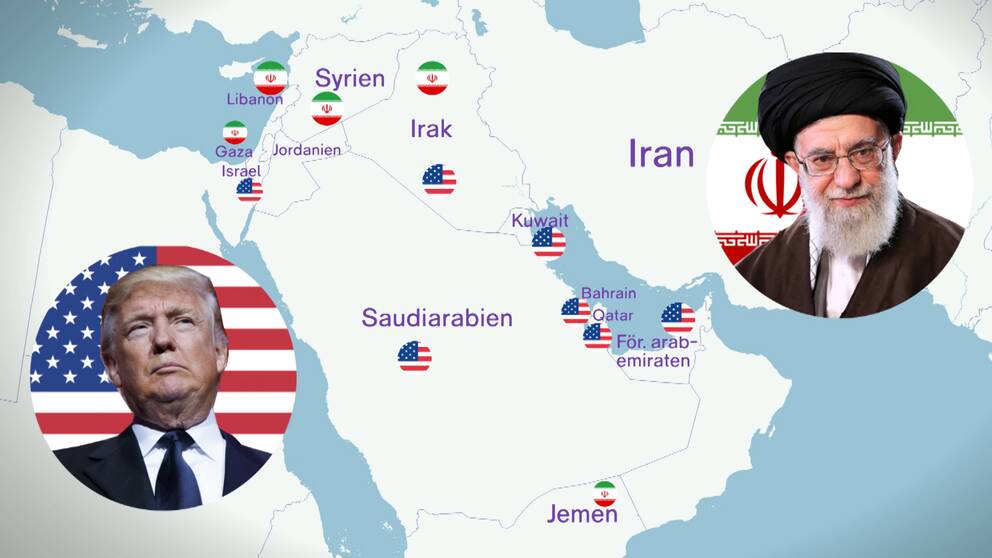 Syrien
Libanon
Irak
Gaza
Jordanien
Iran
Israel
Kuwait
Bahrain
Qatar
Saudiarabien
För. arab-
emiraten
Jemen